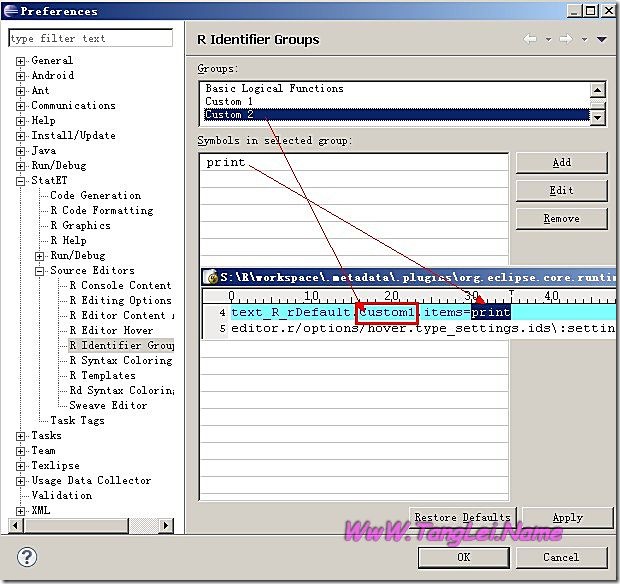 Preferences
type filter text
General
Android
Ant
Communications
Help
Install/Update
Java
Run/Debug
StatET
Code Generation
R Code Formatting
R Graphics
R Help
Run/Debug
Source Editors
R Console Content
R Editing Options
R Editor Content
R Editor Hover
R Identifier Grou
R Syntax Coloring
R Templates
Rd Syntax Colorin
Sweave Editor
Task Tags
Tasks
Team
Texlipse
Usage Data Collector
Validation
XML
R Identifier Groups
Groups:
Basic Logical Functions
Custom 1
Custom 2
Symbols in selected group:
print
Add
Edit
Remove
S:\R\workspace\.metadata\.plugins\org.eclipse.core.runtim
0 20 30 40
4 text_R_rDefault.Custom1.items=print
5 editor.r/options/hover.type_settings.ids\:settin
Restore Defaults Apply
WwW.TangLei.Name
OK Cancel